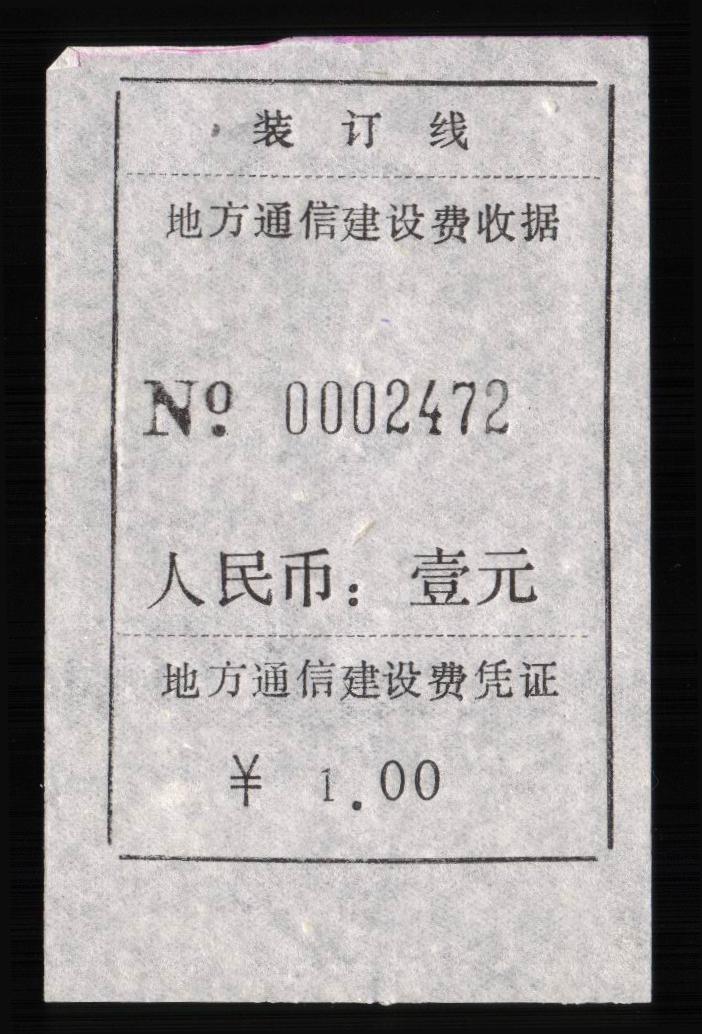 装 订 线
地方通信建设费收据
Nº 0002472
人民币：壹元
地方通信建设费凭证
¥ 1.00